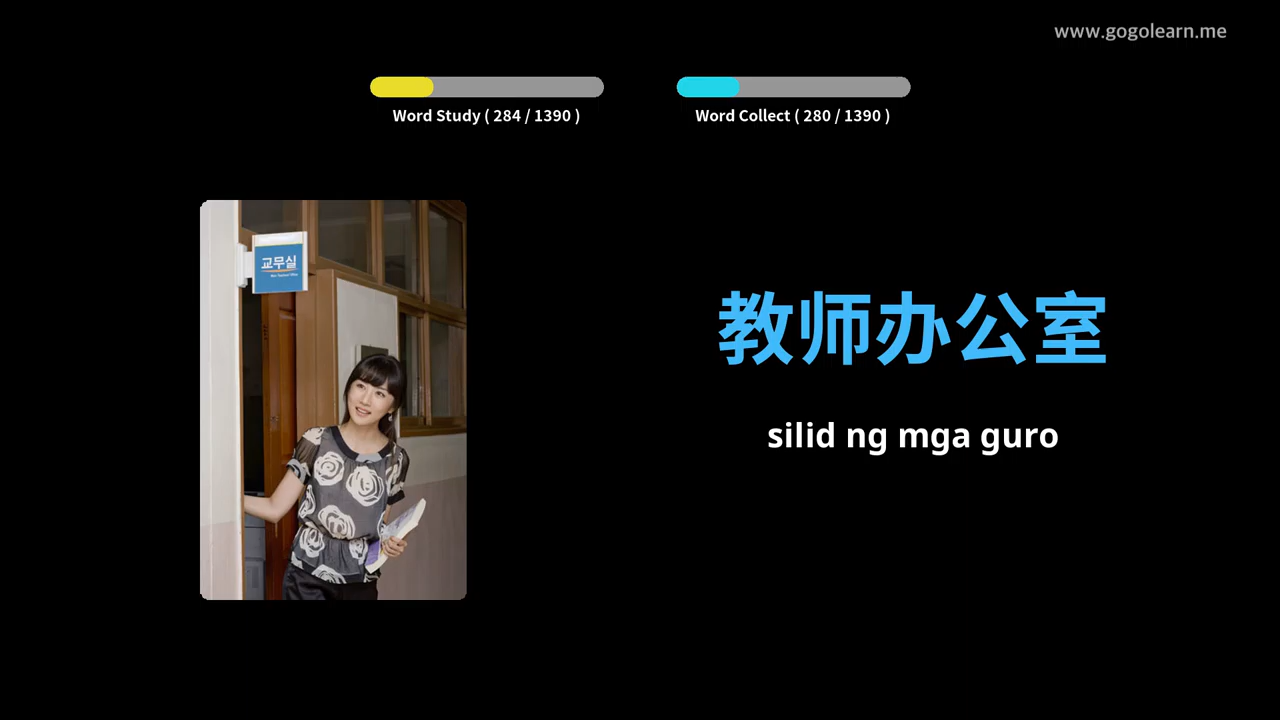 www.gogolearn.me
Word Study ( 284 / 1390 )
Word Collect ( 280 / 1390 )
교무실
教师办公室
silid ng mga guro